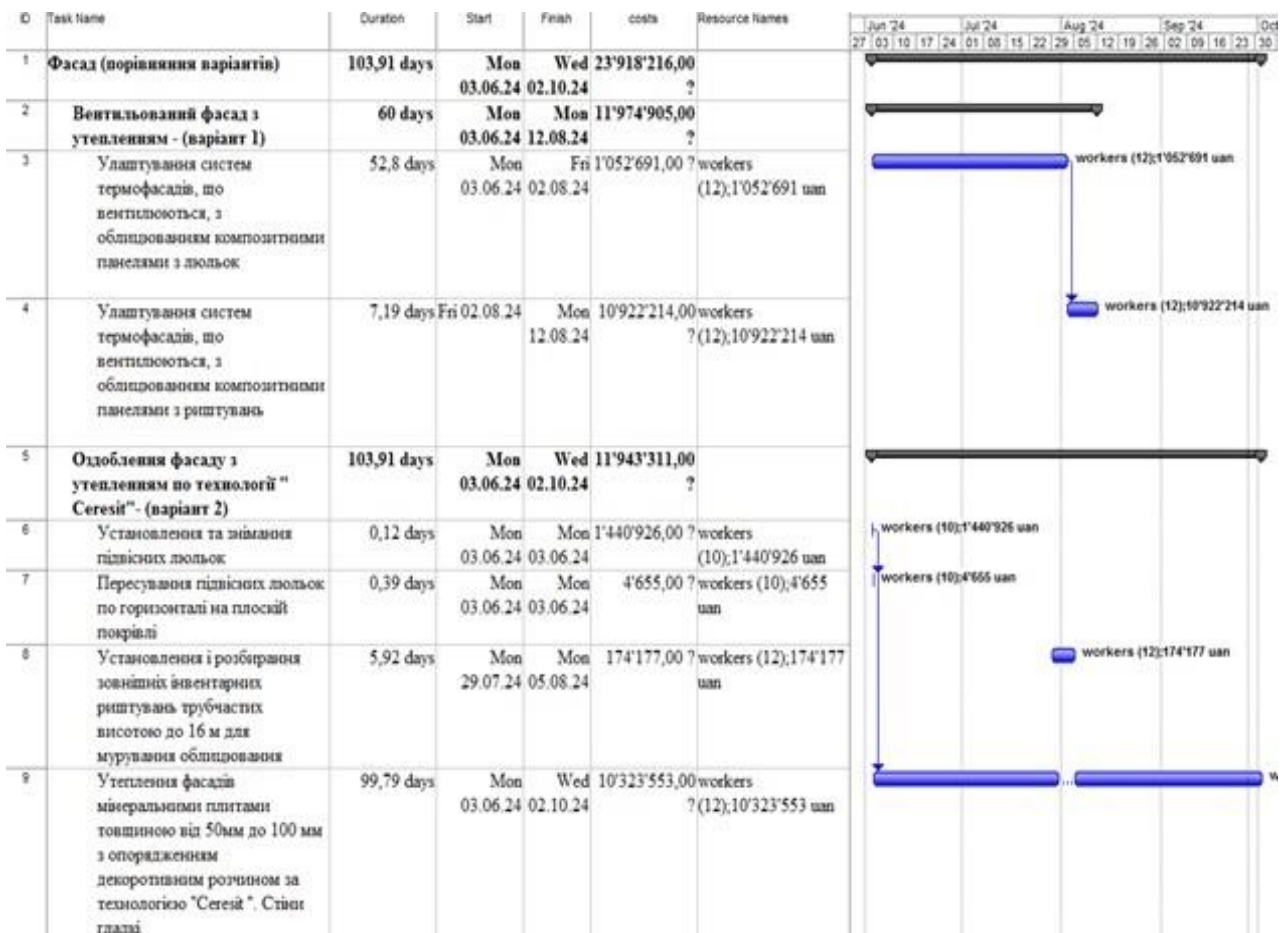 ID Task Name Duration Start Finish costs Resource Names
Jun '24 Jul '24 Aug '24 Sep '24 Oct
27 03 10 17 24 01 08 15 22 29 05 12 19 26 02 09 16 23 30
1 Фасад (порівняння варіантів) 103,91 days Mon Wed 23'918'216,00
03.06.24 02.10.24 ?
2 Вентильований фасад з 60 days Mon Mon 11'974'905,00
утепленням - (варіант 1) 03.06.24 12.08.24 ?
3 Улаштування систем 52,8 days Mon Fri 1'052'691,00 ? workers workers (12);1'052'691 uan
термофасадів, що 03.06.24 02.08.24 (12);1'052'691 uan
вентилюються, з
облицюванням композитними
панелями з люльок
4 Улаштування систем 7,19 days Fri 02.08.24 Mon 10'922'214,00 workers workers (12);10'922'214 uan
термофасадів, що 12.08.24 ? (12);10'922'214 uan
вентилюються, з
облицюванням композитними
панелями з риштувань
5 Оздоблення фасаду з 103,91 days Mon Wed 11'943'311,00
утепленням по технології " 03.06.24 02.10.24 ?
Ceresit"- (варіант 2)
6 Установлення та знімання 0,12 days Mon Mon 1'440'926,00 ? workers workers (10);1'440'926 uan
підвісних люльок 03.06.24 03.06.24 (10);1'440'926 uan
7 Пересування підвісних люльок 0,39 days Mon Mon 4'655,00 ? workers (10);4'655 workers (10);4'655 uan
по горизонталі на плоскій 03.06.24 03.06.24 uan
покрівлі
8 Установлення і розбирання 5,92 days Mon Mon 174'177,00 ? workers (12);174'177 workers (12);174'177 uan
зовнішніх інвентарних 29.07.24 05.08.24 uan
риштувань трубчастих
висотою до 16 м для
мурування облицювання
9 Утеплення фасадів 99,79 days Mon Wed 10'323'553,00 workers w
мінеральними плитами 03.06.24 02.10.24 ? (12);10'323'553 uan
товщиною від 50мм до 100 мм
з опорядженням
декоротивним розчином за
технологією "Ceresit ". Стіни
гладкі